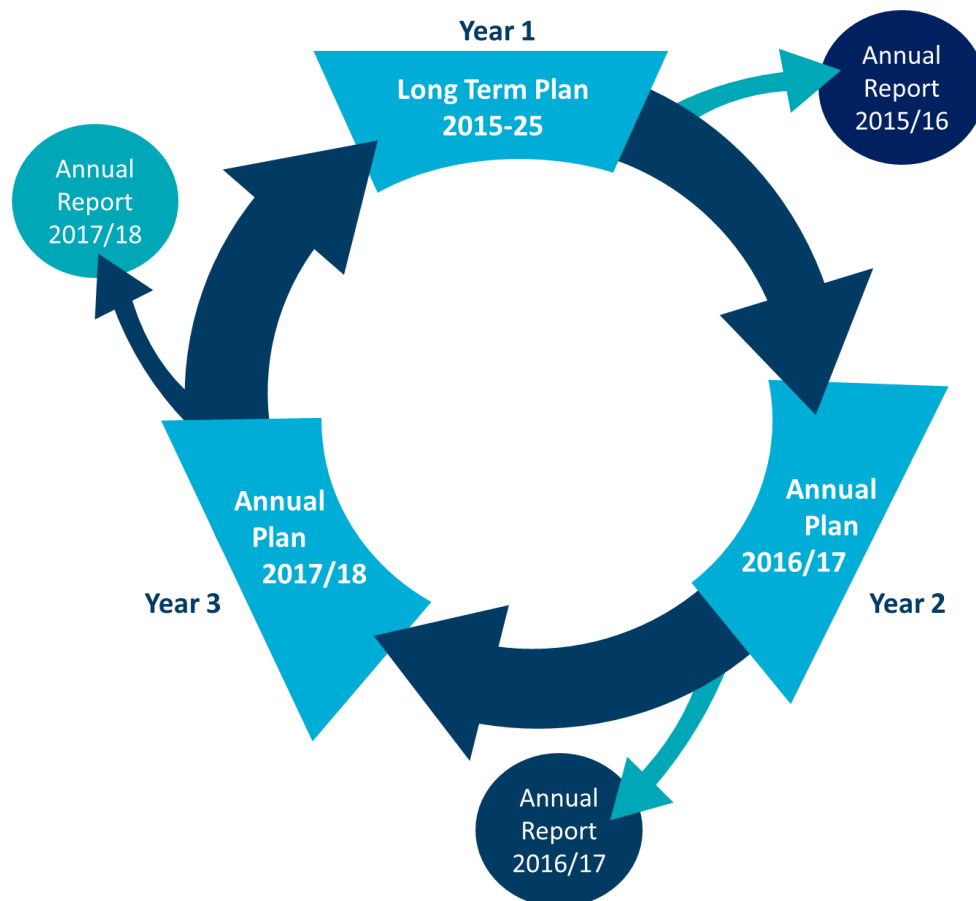 Year 1
Long Term Plan
2015-25
Annual
Report
2015/16
Annual
Report
2017/18
Annual
Plan
2016/17
Year 2
Annual
Plan
2017/18
Year 3
Annual
Report
2016/17